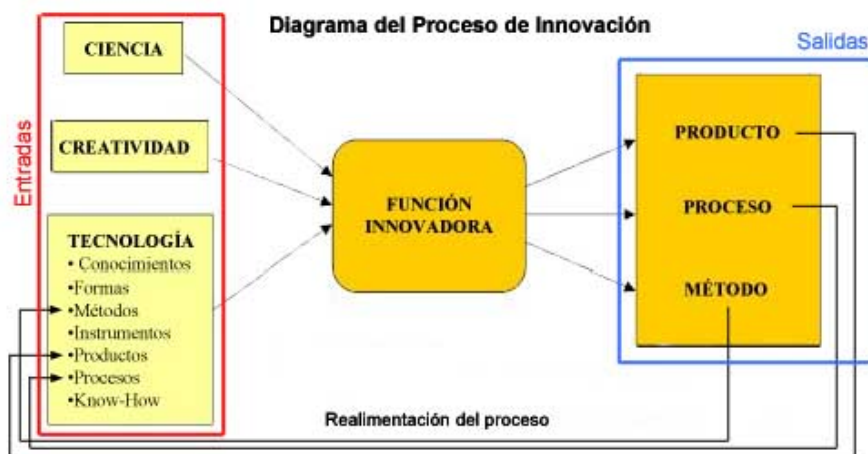 Diagrama del Proceso de Innovación
Entradas
CIENCIA
CREATIVIDAD
TECNOLOGÍA
• Conocimientos
•Formas
•Métodos
•Instrumentos
•Productos
•Procesos
•Know-How
FUNCIÓN
INNOVADORA
Salidas
PRODUCTO
PROCESO
MÉTODO
Realimentación del proceso